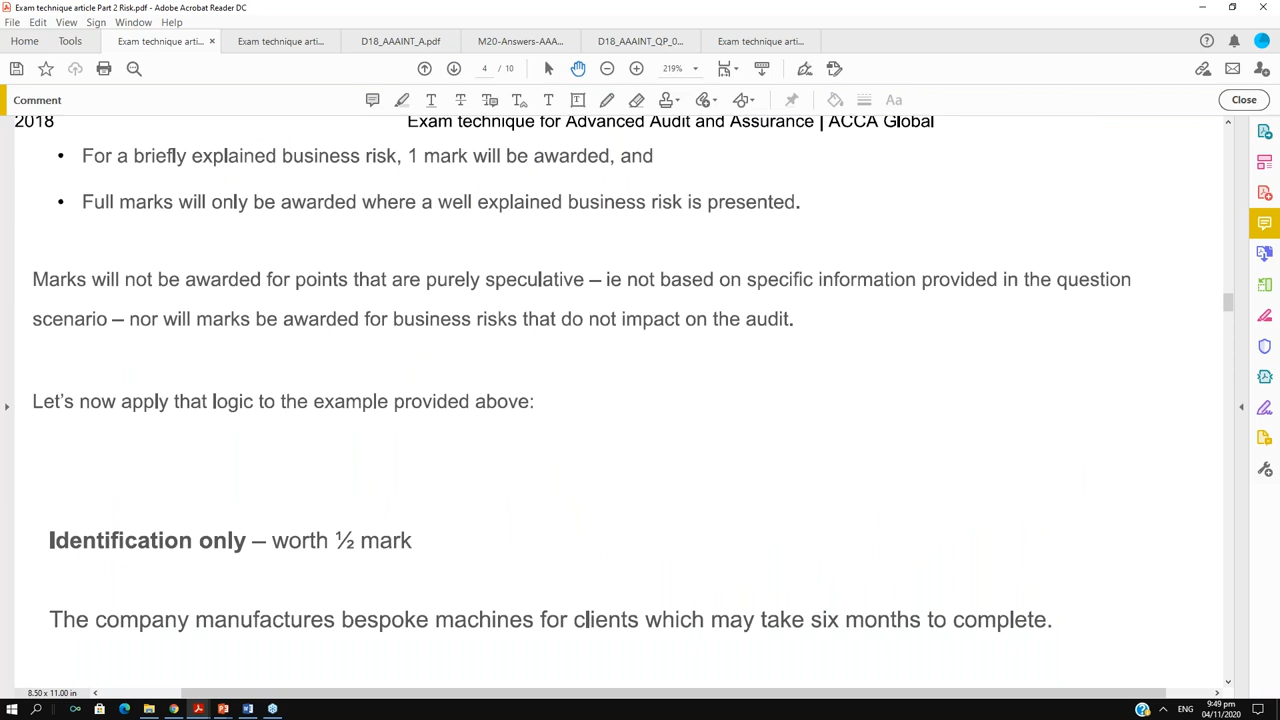 Exam technique article Part 2 Risk.pdf - Adobe Acrobat Reader DC
File Edit View Sign Window Help
Home Tools Exam technique arti... × Exam technique arti... D18_AAAINT_A.pdf M20-Answers-AAA... D18_AAAINT_QP_0... Exam technique arti...
4 / 10 219%
Comment Aa Close
2018 Exam technique for Advanced Audit and Assurance | ACCA Global
• For a briefly explained business risk, 1 mark will be awarded, and
• Full marks will only be awarded where a well explained business risk is presented.
Marks will not be awarded for points that are purely speculative – ie not based on specific information provided in the question
scenario – nor will marks be awarded for business risks that do not impact on the audit.
Let's now apply that logic to the example provided above:
Identification only – worth ½ mark
The company manufactures bespoke machines for clients which may take six months to complete.
8.50 x 11.00 in
ENG 9:49 pm
04/11/2020